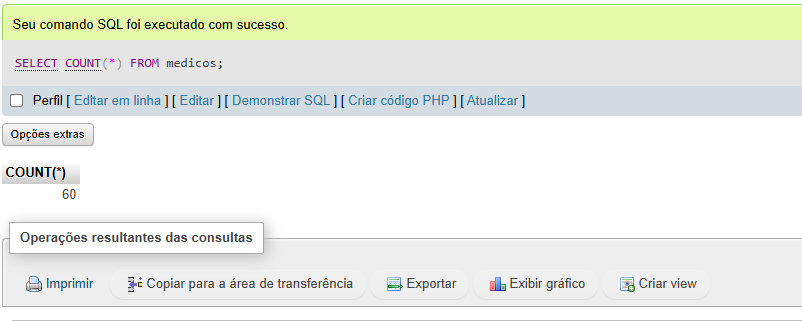 Seu comando SQL foi executado com sucesso.
SELECT COUNT(*) FROM medicos;
Perfil [ Editar em linha ] [ Editar ] [ Demonstrar SQL ] [ Criar código PHP ] [ Atualizar ]
Opções extras
COUNT(*)
60
Operações resultantes das consultas
Imprimir Copiar para a área de transferência Exportar Exibir gráfico Criar view